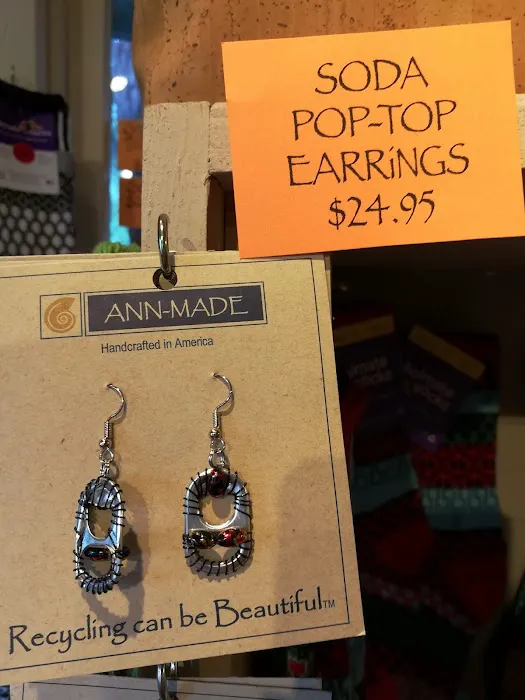 SODA
POP-TOP
EARRiNGS
$24.95
ANN-MADE
Handcrafted in America
Recycling can be Beautiful™